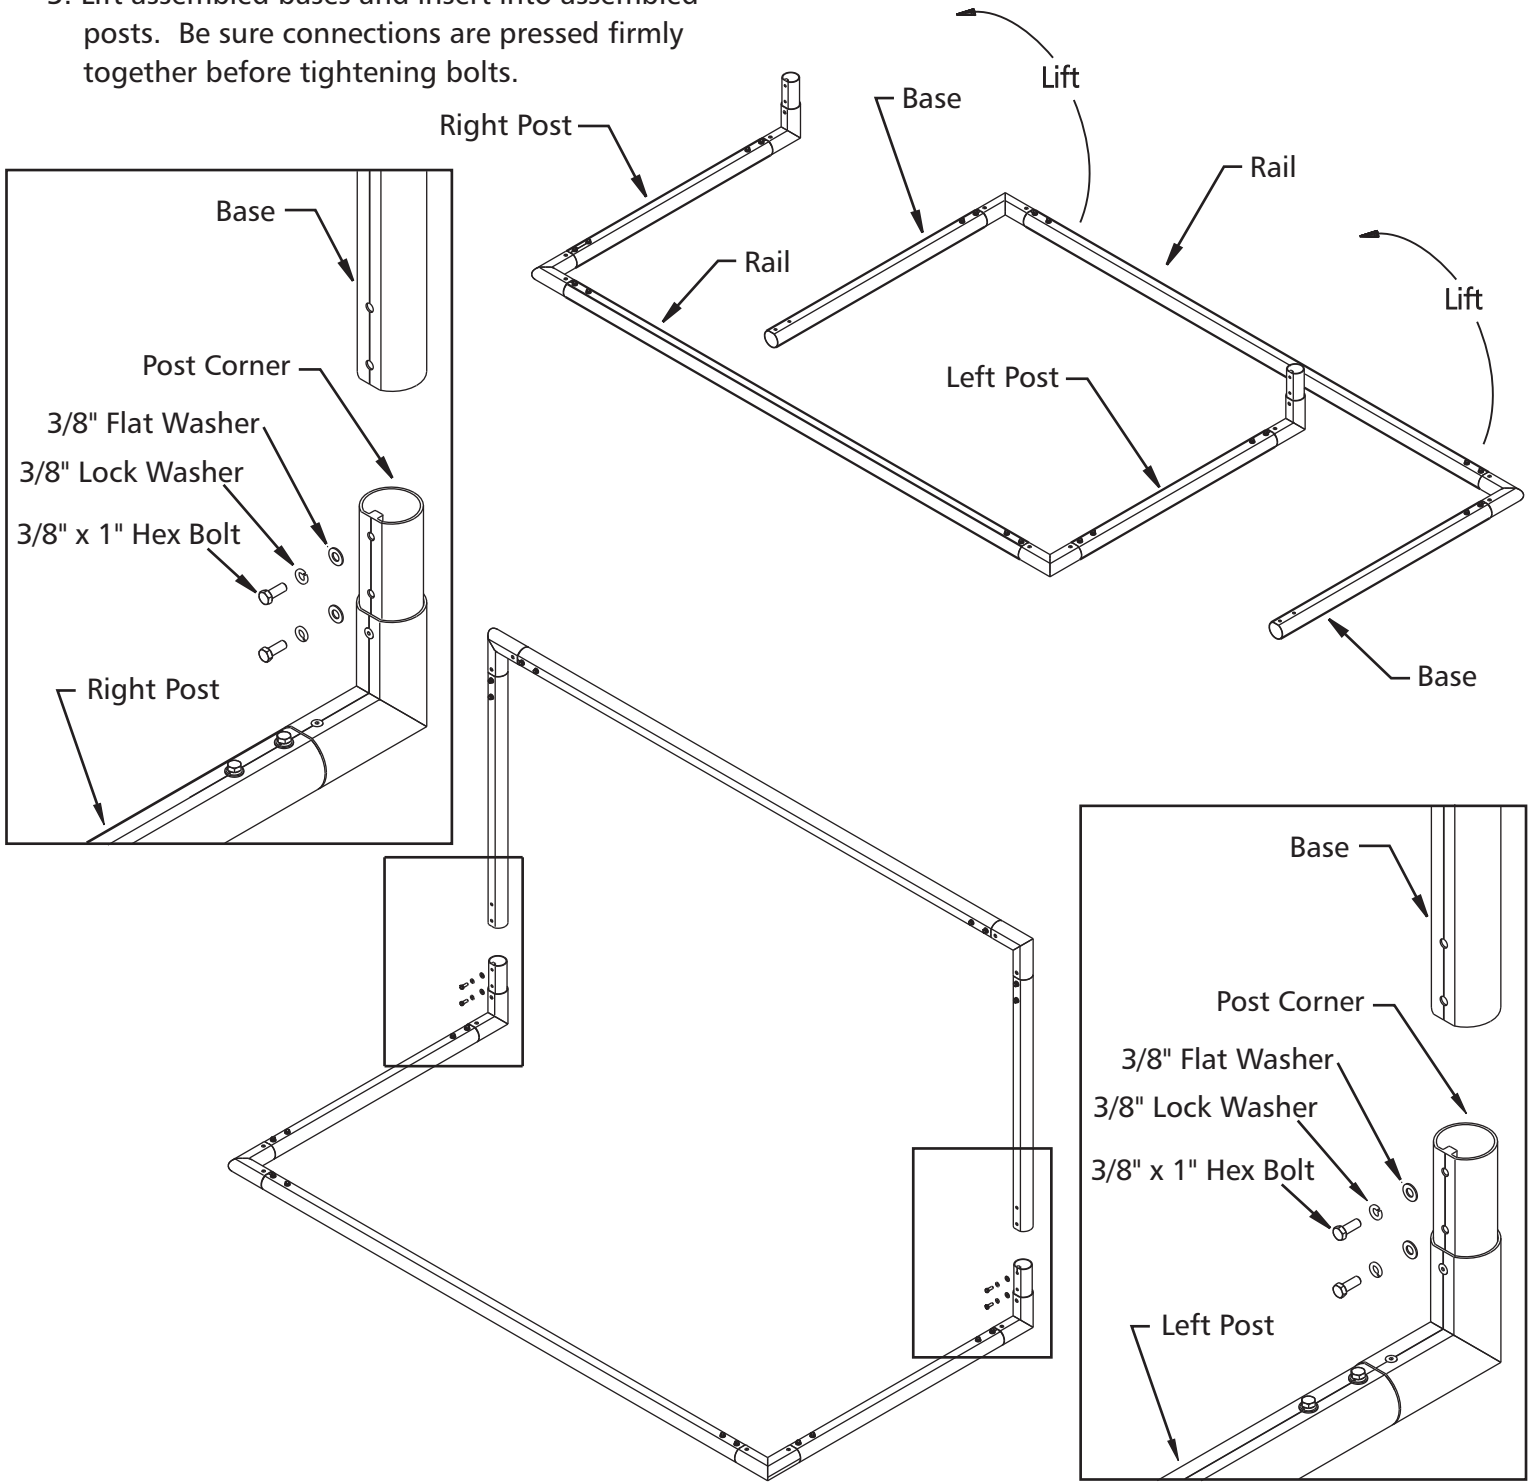 3. Lift assembled bases and insert into assembled
posts. Be sure connections are pressed firmly
together before tightening bolts.
Right Post
Base
Lift
Rail
Rail
Lift
Left Post
Base
Base
Post Corner
3/8" Flat Washer
3/8" Lock Washer
3/8" x 1" Hex Bolt
Right Post
Base
Post Corner
3/8" Flat Washer
3/8" Lock Washer
3/8" x 1" Hex Bolt
Left Post